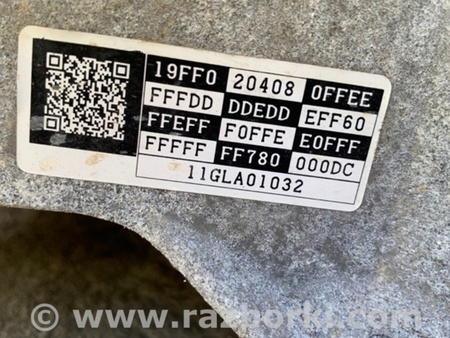 19FF0 20408 0FFEE
FFFDD DDEDD EFF60
FFEFF F0FFE E0FFF
FFFFF FF780 000DC
11GLA01032
© www.razborki.com